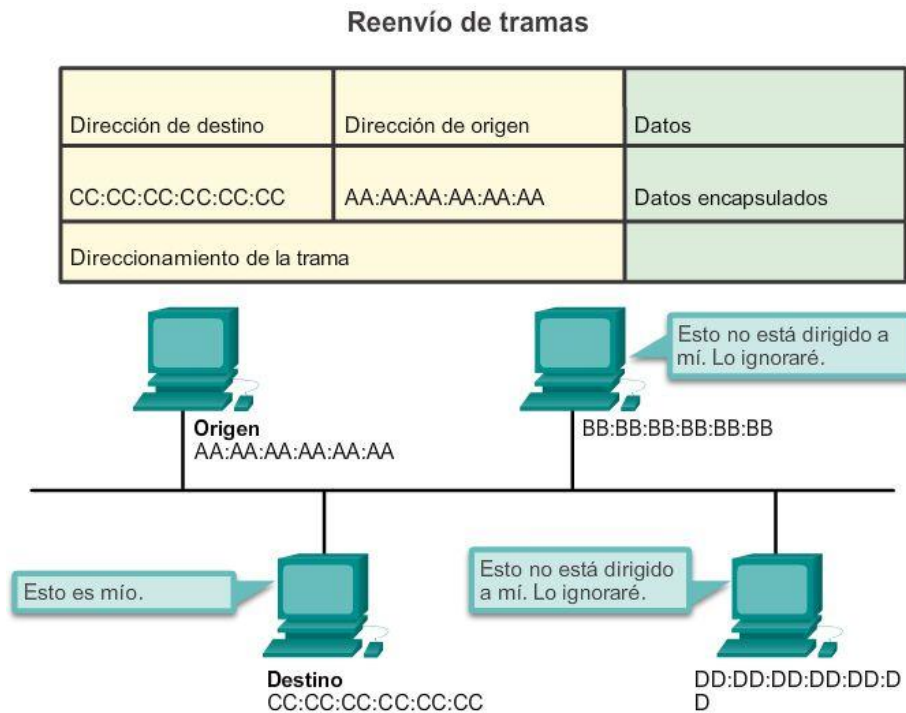 Reenvío de tramas
Dirección de destino
Dirección de origen
Datos
CC:CC:CC:CC:CC:CC
AA:AA:AA:AA:AA:AA
Datos encapsulados
Direccionamiento de la trama
Esto no está dirigido a
mí. Lo ignoraré.
Origen
AA:AA:AA:AA:AA:AA
BB:BB:BB:BB:BB:BB
Esto es mío.
Esto no está dirigido
a mí. Lo ignoraré.
Destino
CC:CC:CC:CC:CC:CC
DD:DD:DD:DD:DD:D
D